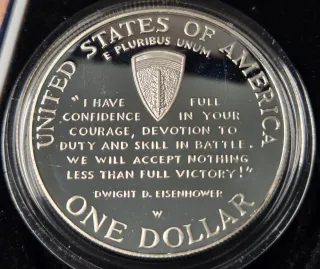 UNITED STATES OF AMERICA
E PLURIBUS UNUM
"I HAVE FULL
CONFIDENCE IN YOUR
COURAGE, DEVOTION TO
DUTY AND SKILL IN BATTLE.
WE WILL ACCEPT NOTHING
LESS THAN FULL VICTORY!"
DWIGHT D. EISENHOWER
W
ONE DOLLAR